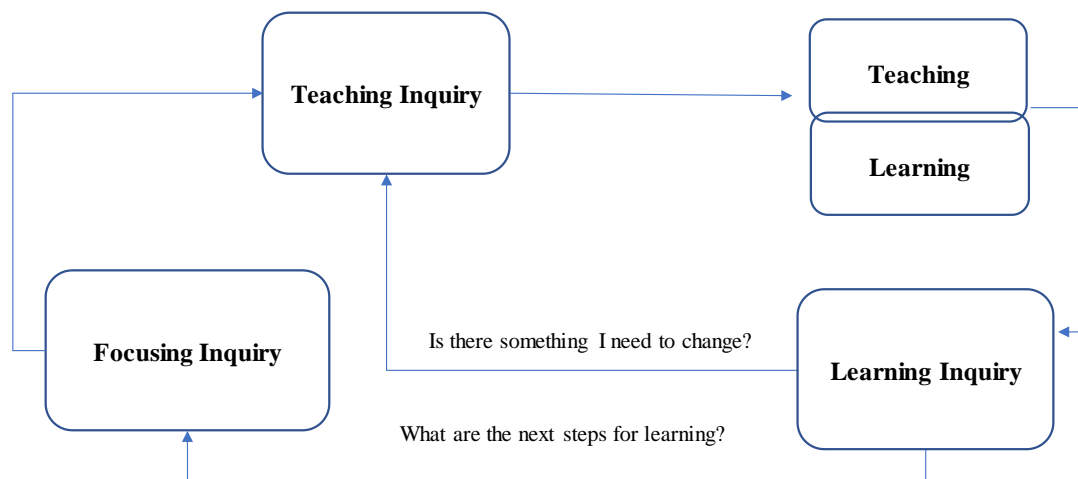 Teaching Inquiry
Teaching
Learning
Focusing Inquiry
Is there something I need to change?
Learning Inquiry
What are the next steps for learning?